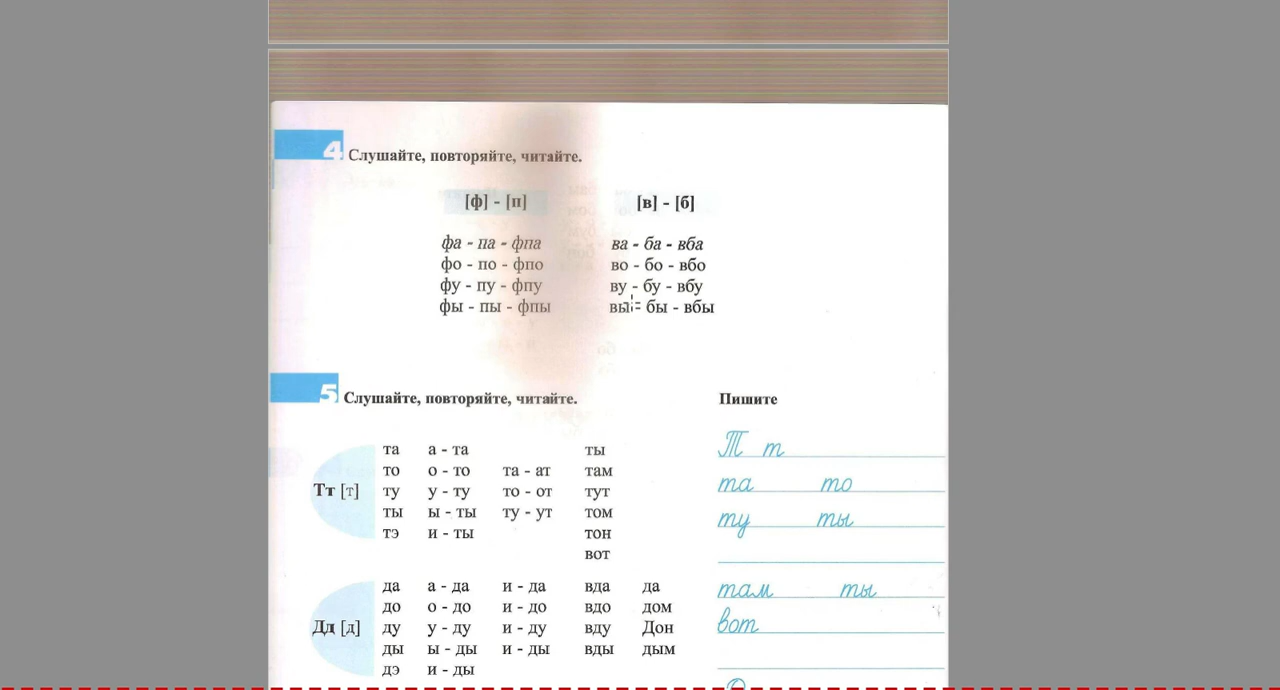 4 Слушайте, повторяйте, читайте.
[ф] - [п] [в] - [б]
фа - па - фпа ва - ба - вба
фо - по - фпо во - бо - вбо
фу - пу - фпу ву - бу - вбу
фы - пы - фпы вы - бы - вбы
5 Слушайте, повторяйте, читайте. Пишите
Тт [т]
та а - та ты
то о - то та - ат там
ту у - ту то - от тут
ты ы - ты ту - ут том
тэ и - ты тон
вот
Т т
та то
ту ты
там ты
вот
Дд [д]
да а - да и - да вда да
до о - до и - до вдо дом
ду у - ду и - ду вду Дон
ды ы - ды и - ды вды дым
дэ и - ды